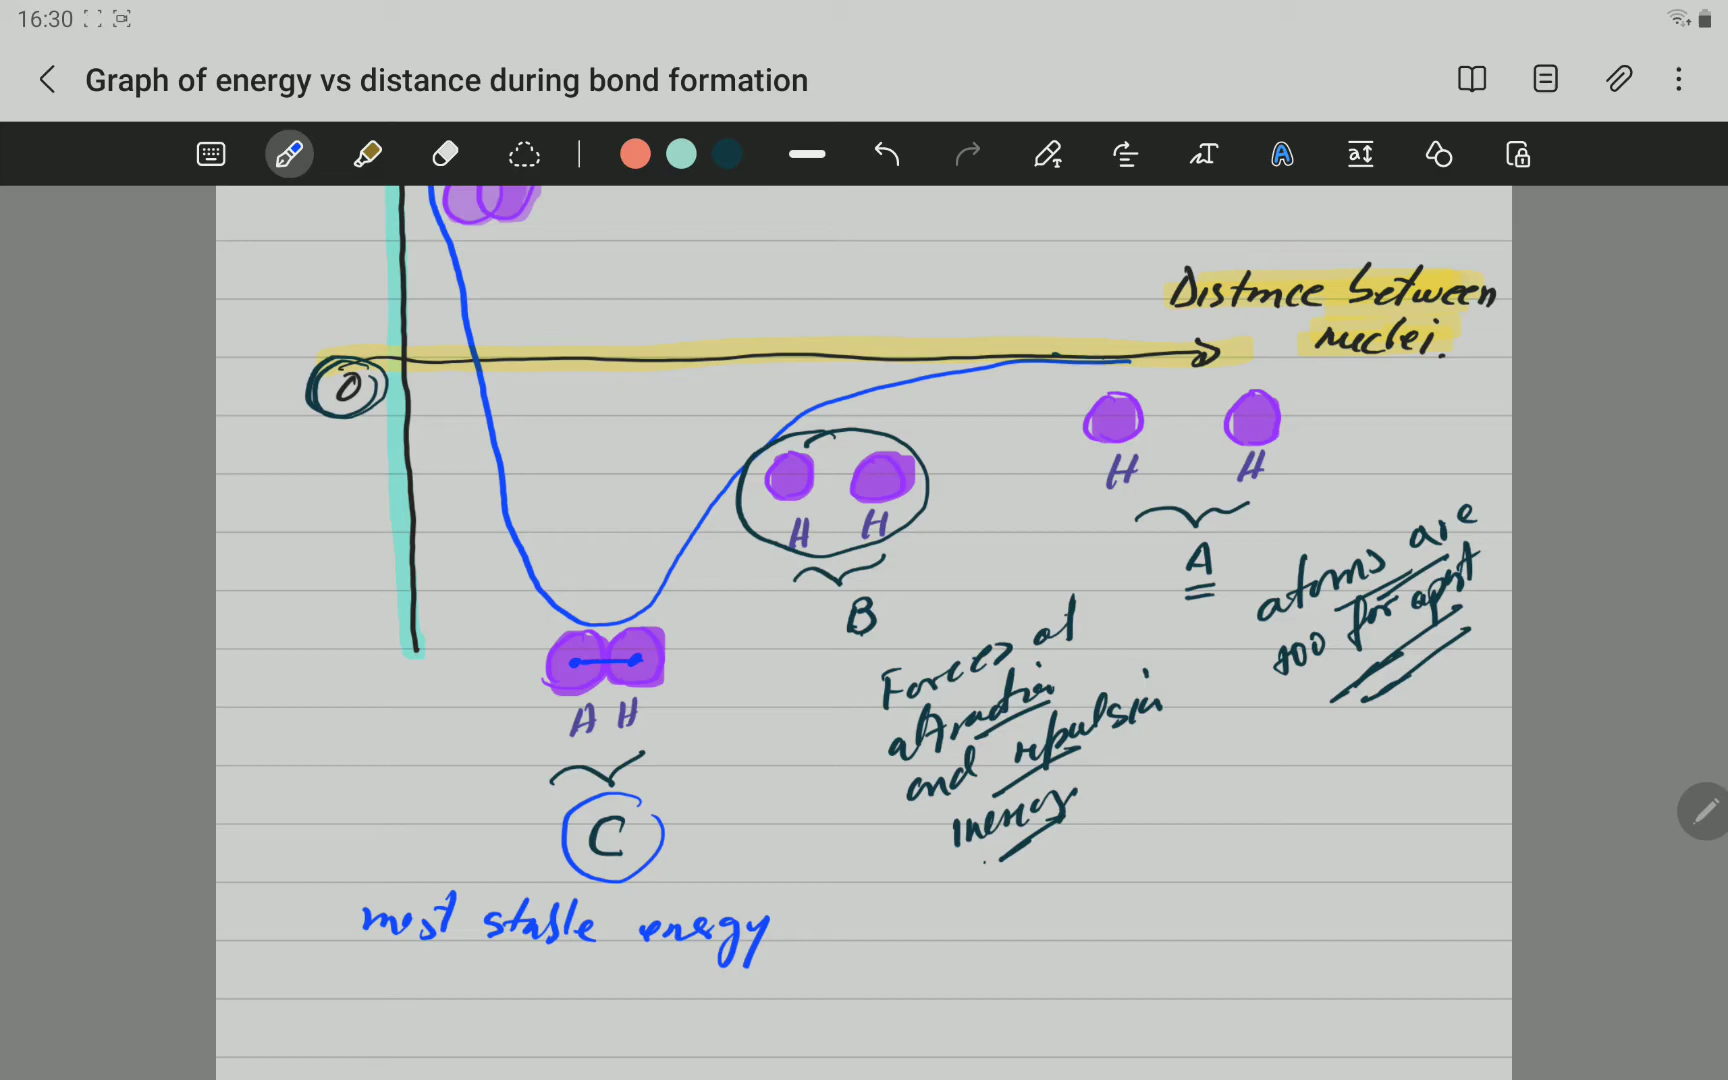 16:30
Graph of energy vs distance during bond formation
Distance between
nuclei.
0
H H
H H
A
atoms are
too far apart
B
Forces of
attraction
and repulsion
increase
H H
C
most stable energy